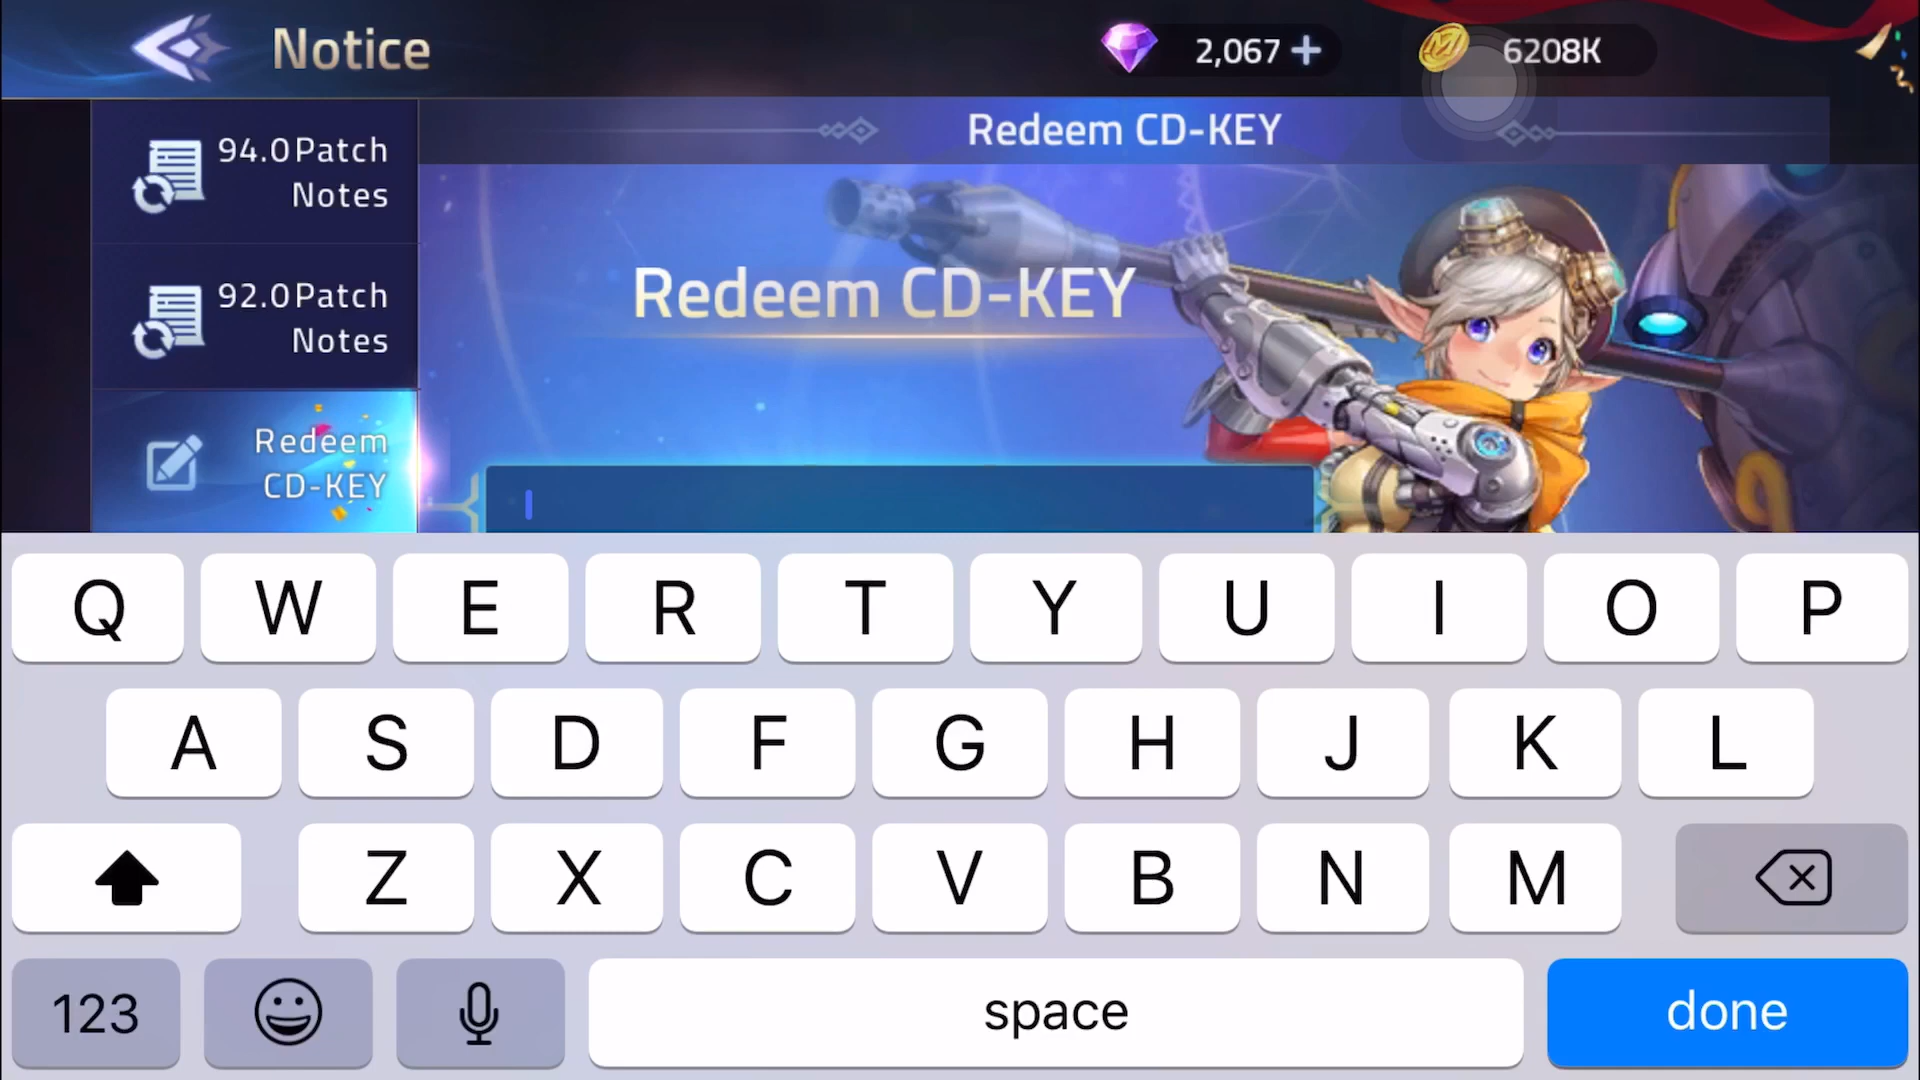 Notice
2,067
6208K
94.0Patch
Notes
92.0Patch
Notes
Redeem
CD-KEY
Redeem CD-KEY
Redeem CD-KEY
Q W E R T Y U I O P
A S D F G H J K L
Z X C V B N M
123
space
done